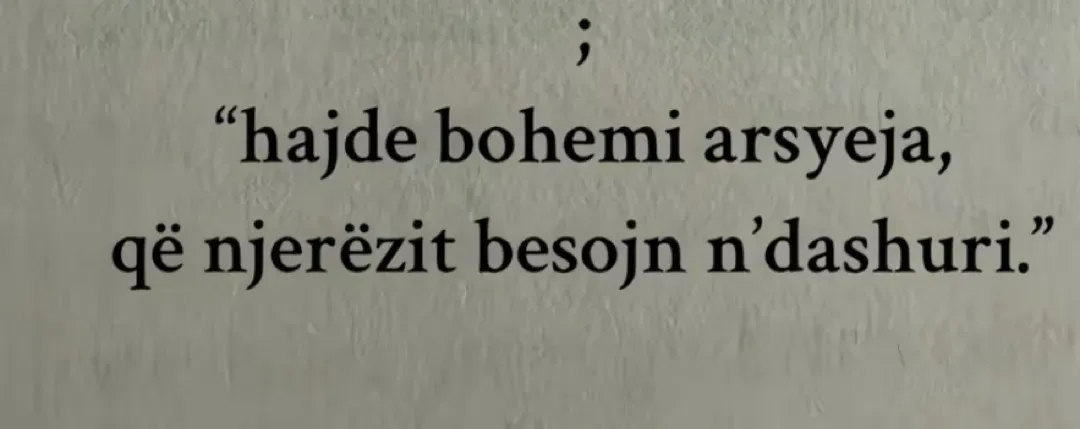 ;
“hajde bohemi arsyeja,
që njerëzit besojn n’dashuri.”